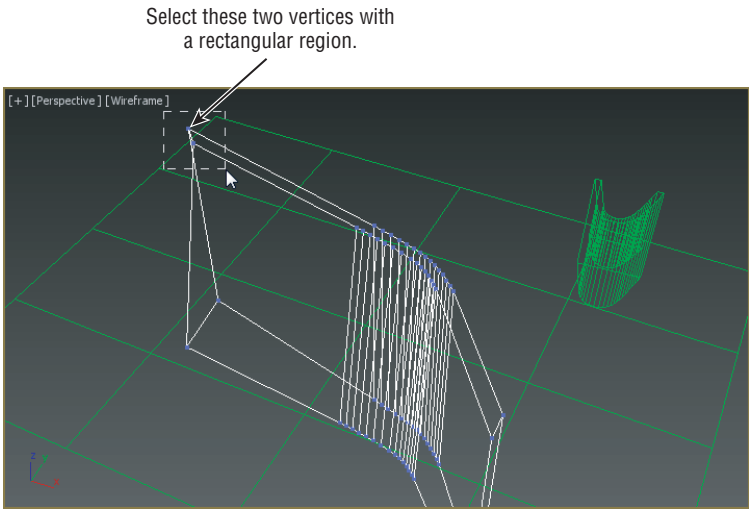 Select these two vertices with
a rectangular region.
[+][Perspective][Wireframe]
z
y
x